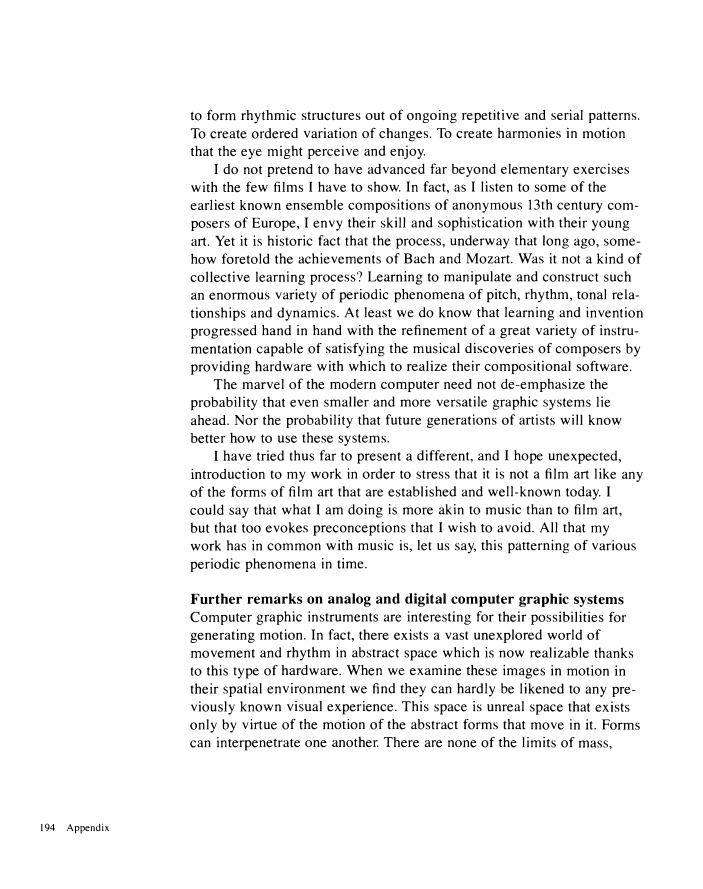 to form rhythmic structures out of ongoing repetitive and serial patterns.
To create ordered variation of changes. To create harmonies in motion
that the eye might perceive and enjoy.
I do not pretend to have advanced far beyond elementary exercises
with the few films I have to show. In fact, as I listen to some of the
earliest known ensemble compositions of anonymous 13th century com-
posers of Europe, I envy their skill and sophistication with their young
art. Yet it is historic fact that the process, underway that long ago, some-
how foretold the achievements of Bach and Mozart. Was it not a kind of
collective learning process? Learning to manipulate and construct such
an enormous variety of periodic phenomena of pitch, rhythm, tonal rela-
tionships and dynamics. At least we do know that learning and invention
progressed hand in hand with the refinement of a great variety of instru-
mentation capable of satisfying the musical discoveries of composers by
providing hardware with which to realize their compositional software.
The marvel of the modern computer need not de-emphasize the
probability that even smaller and more versatile graphic systems lie
ahead. Nor the probability that future generations of artists will know
better how to use these systems.
I have tried thus far to present a different, and I hope unexpected,
introduction to my work in order to stress that it is not a film art like any
of the forms of film art that are established and well-known today. I
could say that what I am doing is more akin to music than to film art,
but that too evokes preconceptions that I wish to avoid. All that my
work has in common with music is, let us say, this patterning of various
periodic phenomena in time.
Further remarks on analog and digital computer graphic systems
Computer graphic instruments are interesting for their possibilities for
generating motion. In fact, there exists a vast unexplored world of
movement and rhythm in abstract space which is now realizable thanks
to this type of hardware. When we examine these images in motion in
their spatial environment we find they can hardly be likened to any pre-
viously known visual experience. This space is unreal space that exists
only by virtue of the motion of the abstract forms that move in it. Forms
can interpenetrate one another. There are none of the limits of mass,
194 Appendix